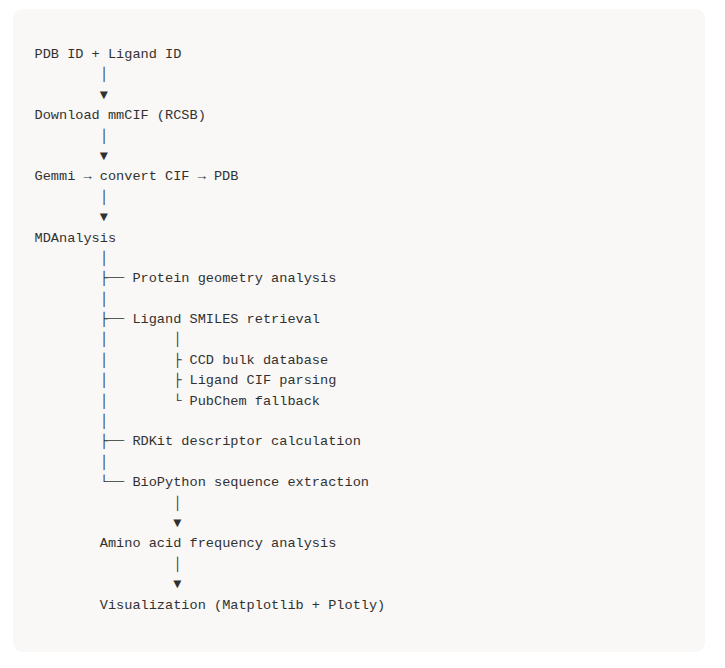 PDB ID + Ligand ID
│
▼
Download mmCIF (RCSB)
│
▼
Gemmi → convert CIF → PDB
│
▼
MDAnalysis
│
├── Protein geometry analysis
│
├── Ligand SMILES retrieval
│        │
│        ├ CCD bulk database
│        ├ Ligand CIF parsing
│        └ PubChem fallback
│
├── RDKit descriptor calculation
│
└── BioPython sequence extraction
│
▼
Amino acid frequency analysis
│
▼
Visualization (Matplotlib + Plotly)